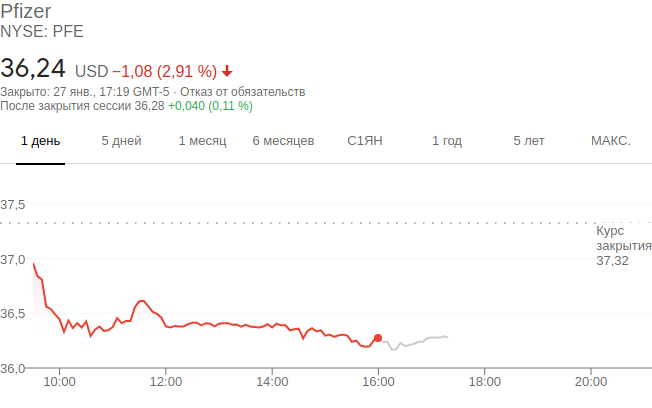 Pfizer
NYSE: PFE
36,24 USD −1,08 (2,91 %)
Закрыто: 27 янв., 17:19 GMT-5 · Отказ от обязательств
После закрытия сессии 36,28 +0,040 (0,11 %)
1 день 5 дней 1 месяц 6 месяцев С1ЯН 1 год 5 лет МАКС.
37,5
Курс
закрытия
37,32
37,0
36,5
36,0
10:00 12:00 14:00 16:00 18:00 20:00